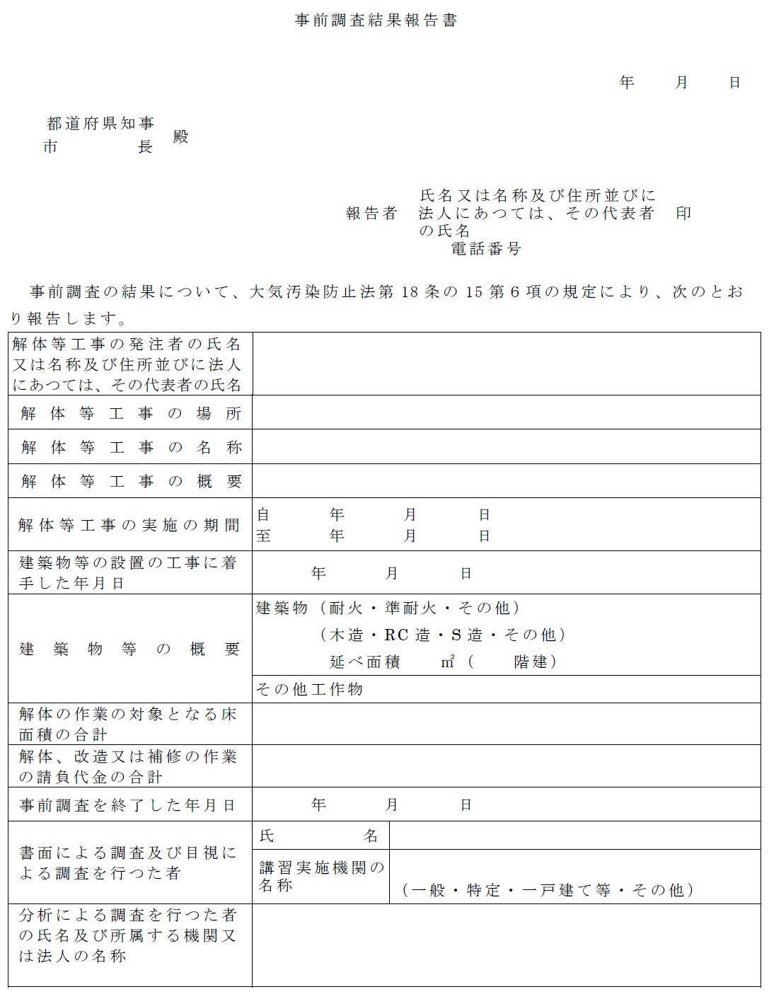 事前調査結果報告書
年 月 日
都道府県知事
市 長 殿
氏名又は名称及び住所並びに
報告者 法人にあつては、その代表者 印
の氏名
電話番号
事前調査の結果について、大気汚染防止法第18条の15第6項の規定により、次のとお
り報告します。
解体等工事の発注者の氏名
又は名称及び住所並びに法人
にあつては、その代表者の氏名
解体等工事の場所
解体等工事の名称
解体等工事の概要
解体等工事の実施の期間
自 年 月 日
至 年 月 日
建築物等の設置の工事に着
手した年月日
年 月 日
建築物等の概要
建築物（耐火・準耐火・その他）
（木造・RC造・S造・その他）
延べ面積 ㎡（ 階建）
その他工作物
解体の作業の対象となる床
面積の合計
解体、改造又は補修の作業
の請負代金の合計
事前調査を終了した年月日
年 月 日
書面による調査及び目視に
よる調査を行つた者
氏 名
講習実施機関の
名称
（一般・特定・一戸建て等・その他）
分析による調査を行つた者
の氏名及び所属する機関又
は法人の名称